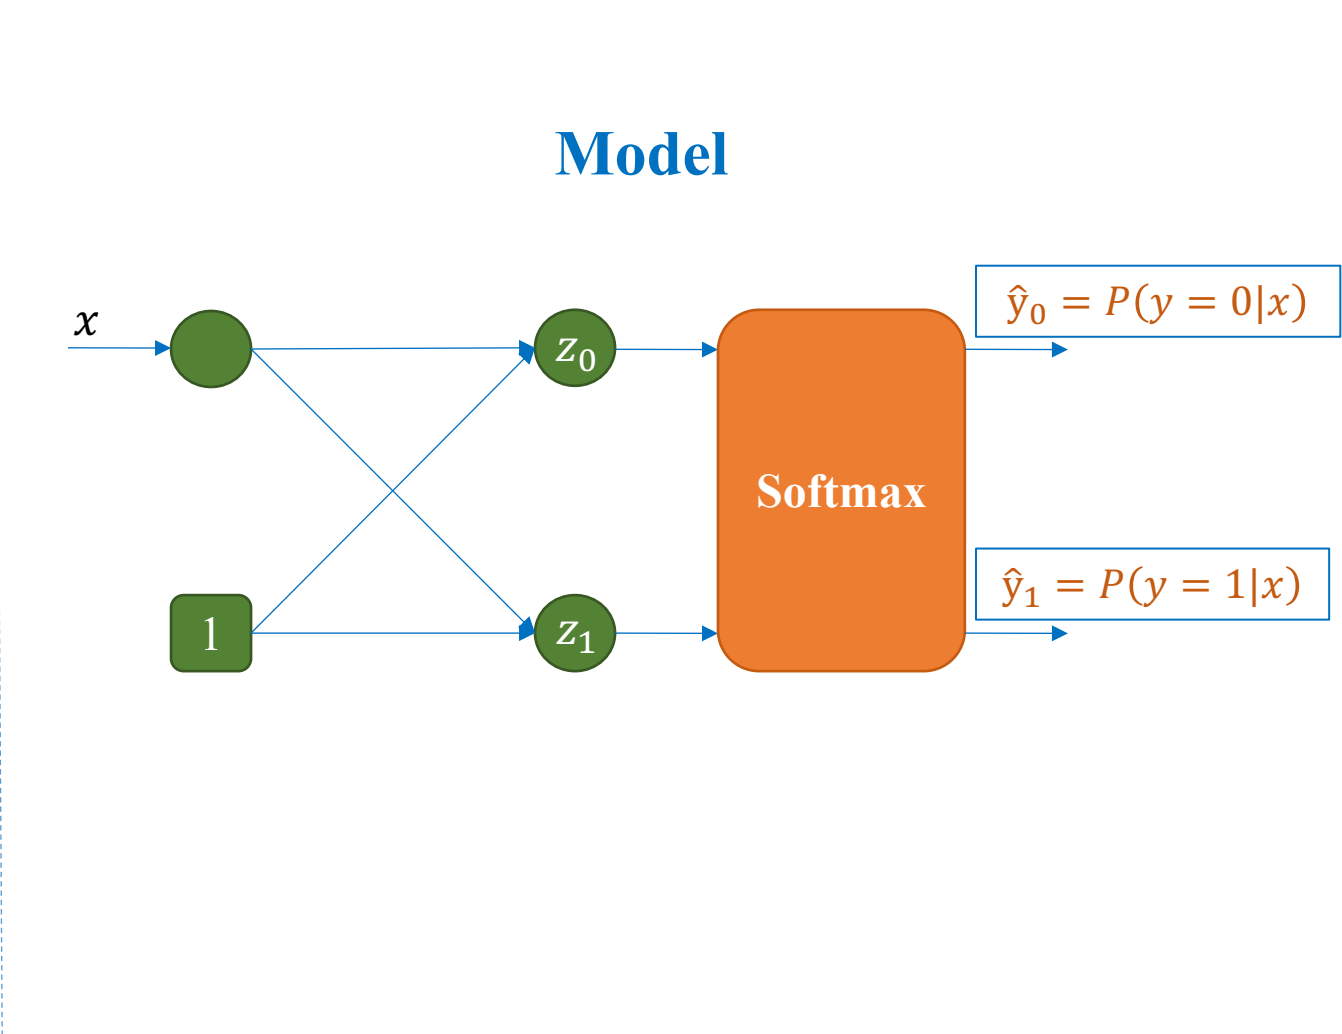 Model
x
z₀
ŷ₀ = P(y = 0|x)
Softmax
1
z₁
ŷ₁ = P(y = 1|x)